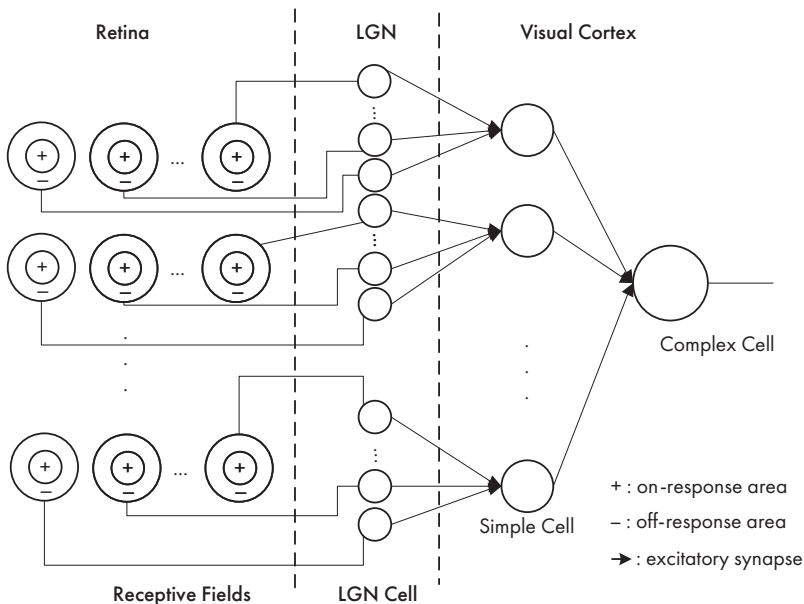 Retina LGN Visual Cortex
...
+ + ... +
− − −
...
+ + ... +
− − −
...
Complex Cell
...
+ + ... +
− − −
+ : on-response area
− : off-response area
Simple Cell
: excitatory synapse
Receptive Fields LGN Cell